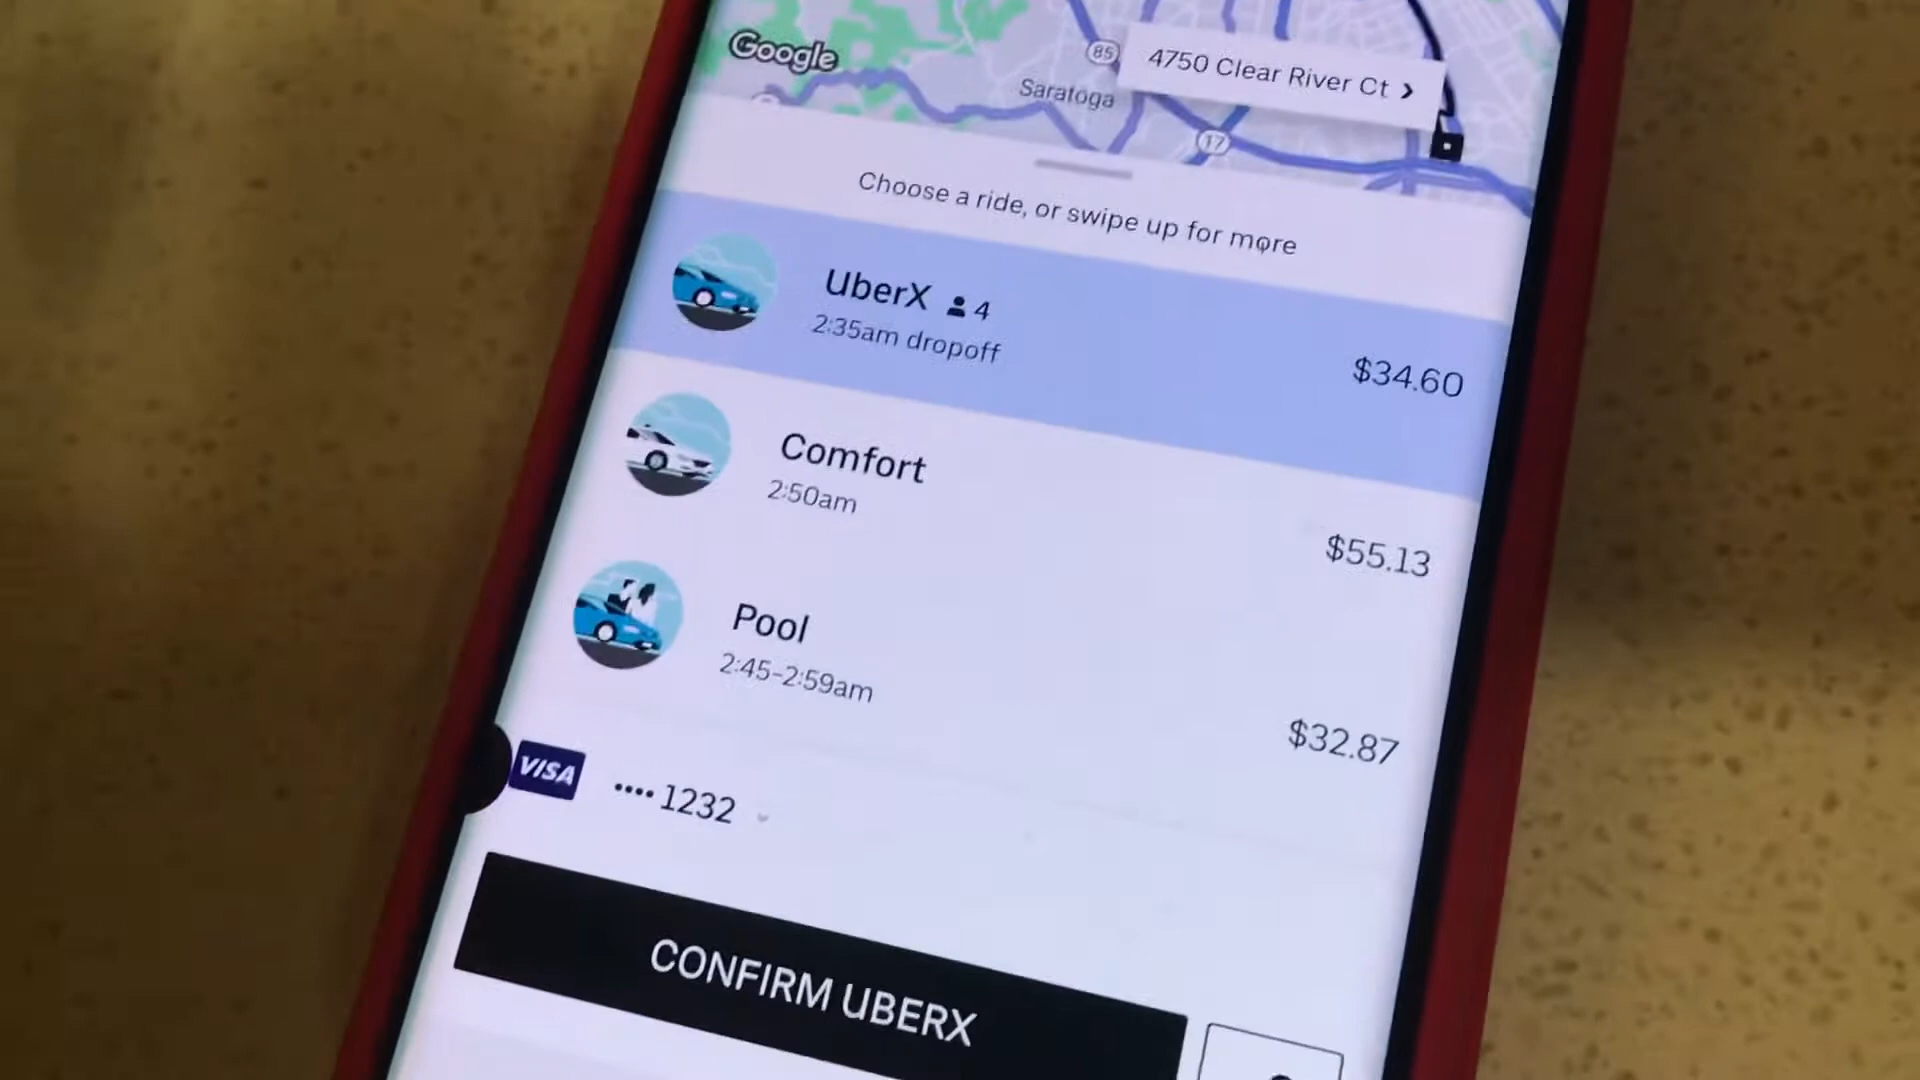 Google
85
4750 Clear River Ct >
Saratoga
17
Choose a ride, or swipe up for more
UberX 4
2:35am dropoff
$34.60
Comfort
2:50am
$55.13
Pool
2:45-2:59am
$32.87
VISA •••• 1232
CONFIRM UBERX